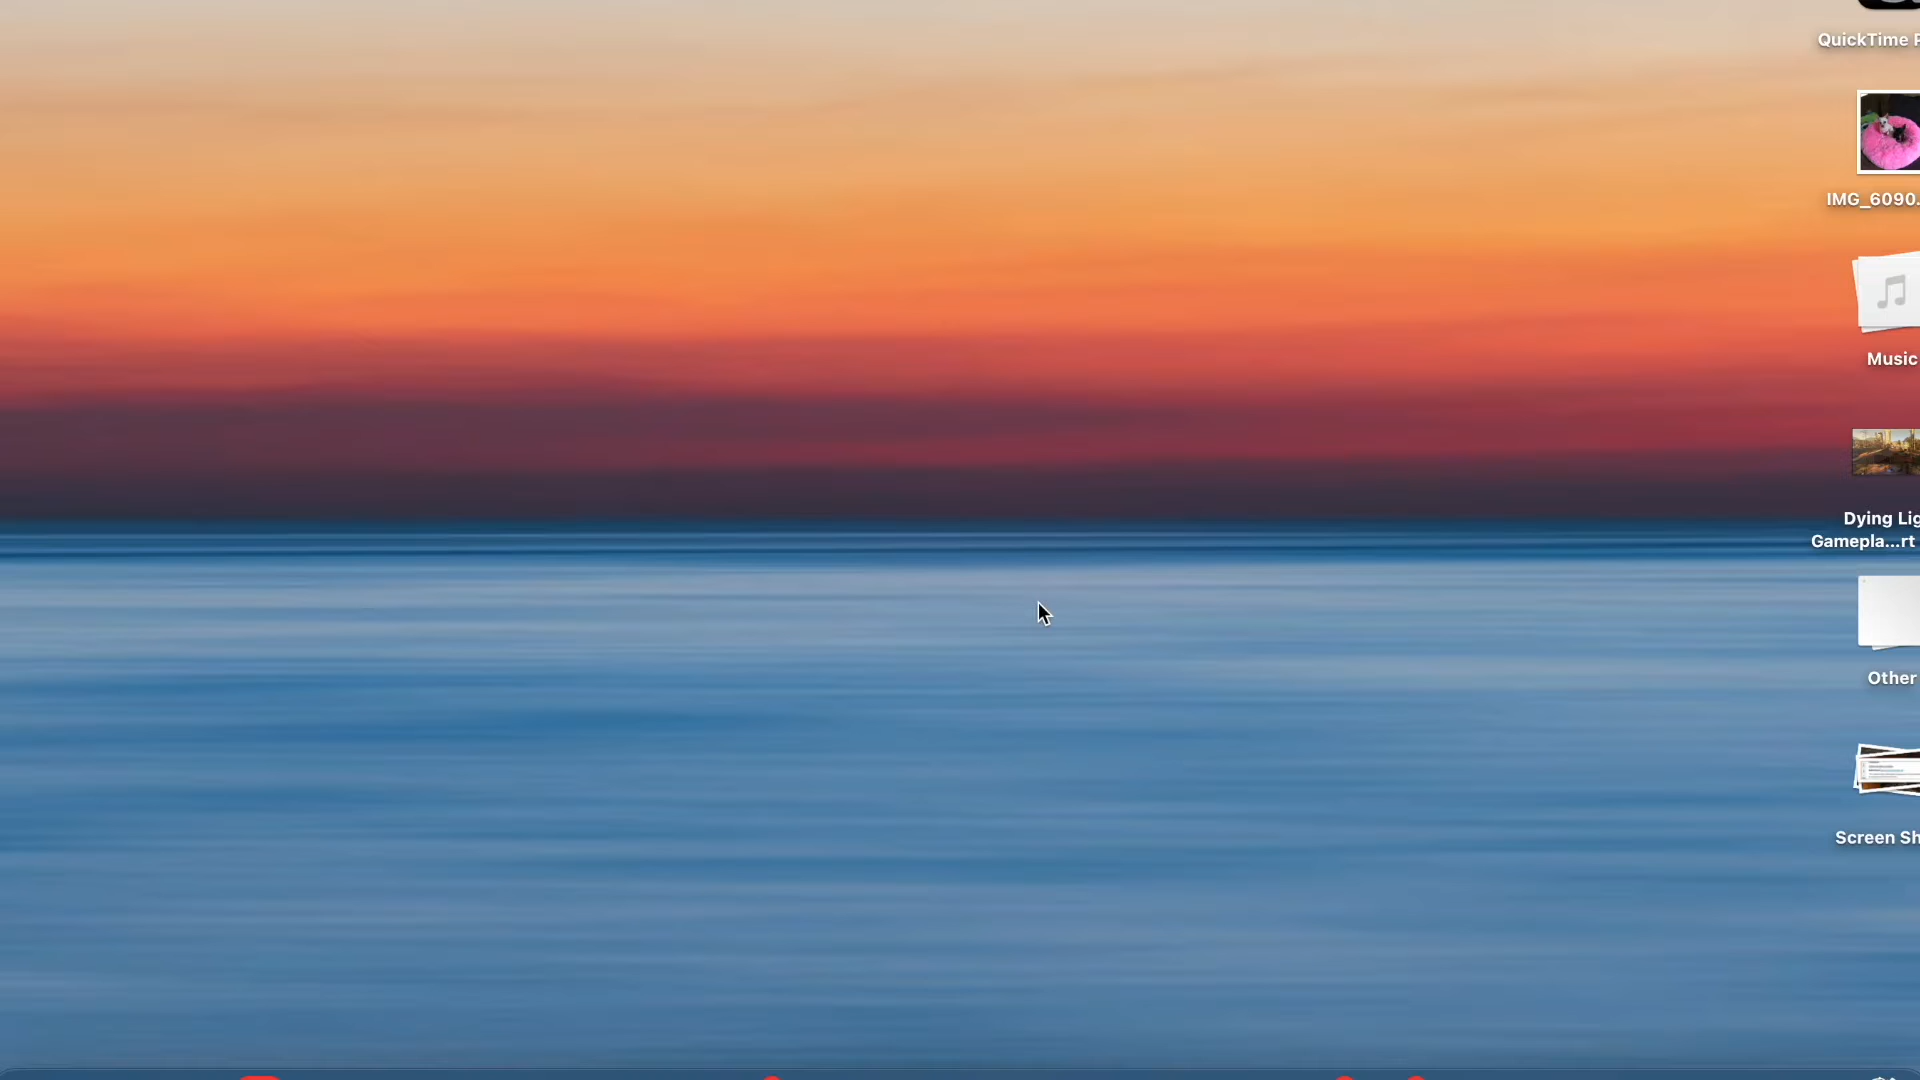 QuickTime
IMG_6090.
Music
Dying Lig
Gamepla...rt
Other
Screen Sh